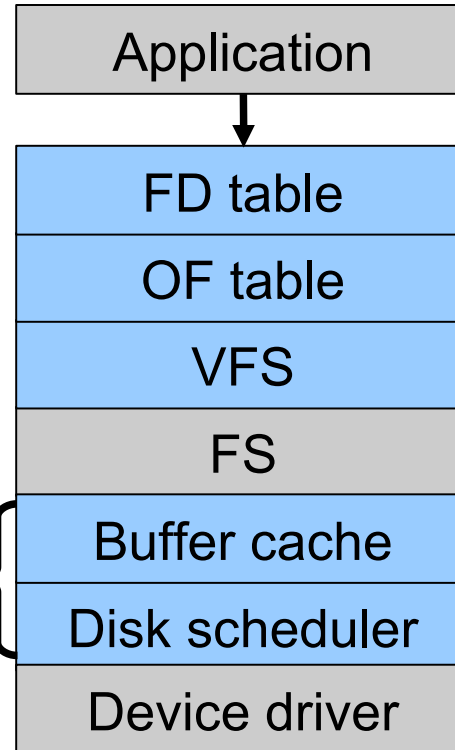 Application
FD table
OF table
VFS
FS
Buffer cache
Disk scheduler
Device driver